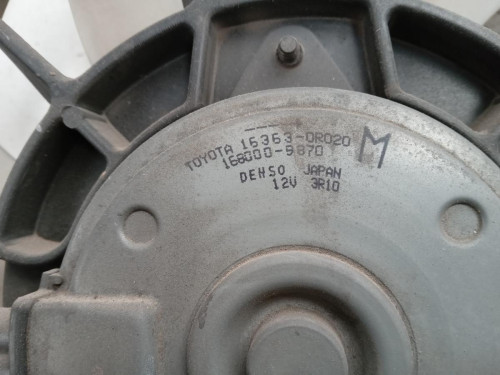 TOYOTA 16363-0R020
168000-9870
M
DENSO JAPAN
12V 3R10